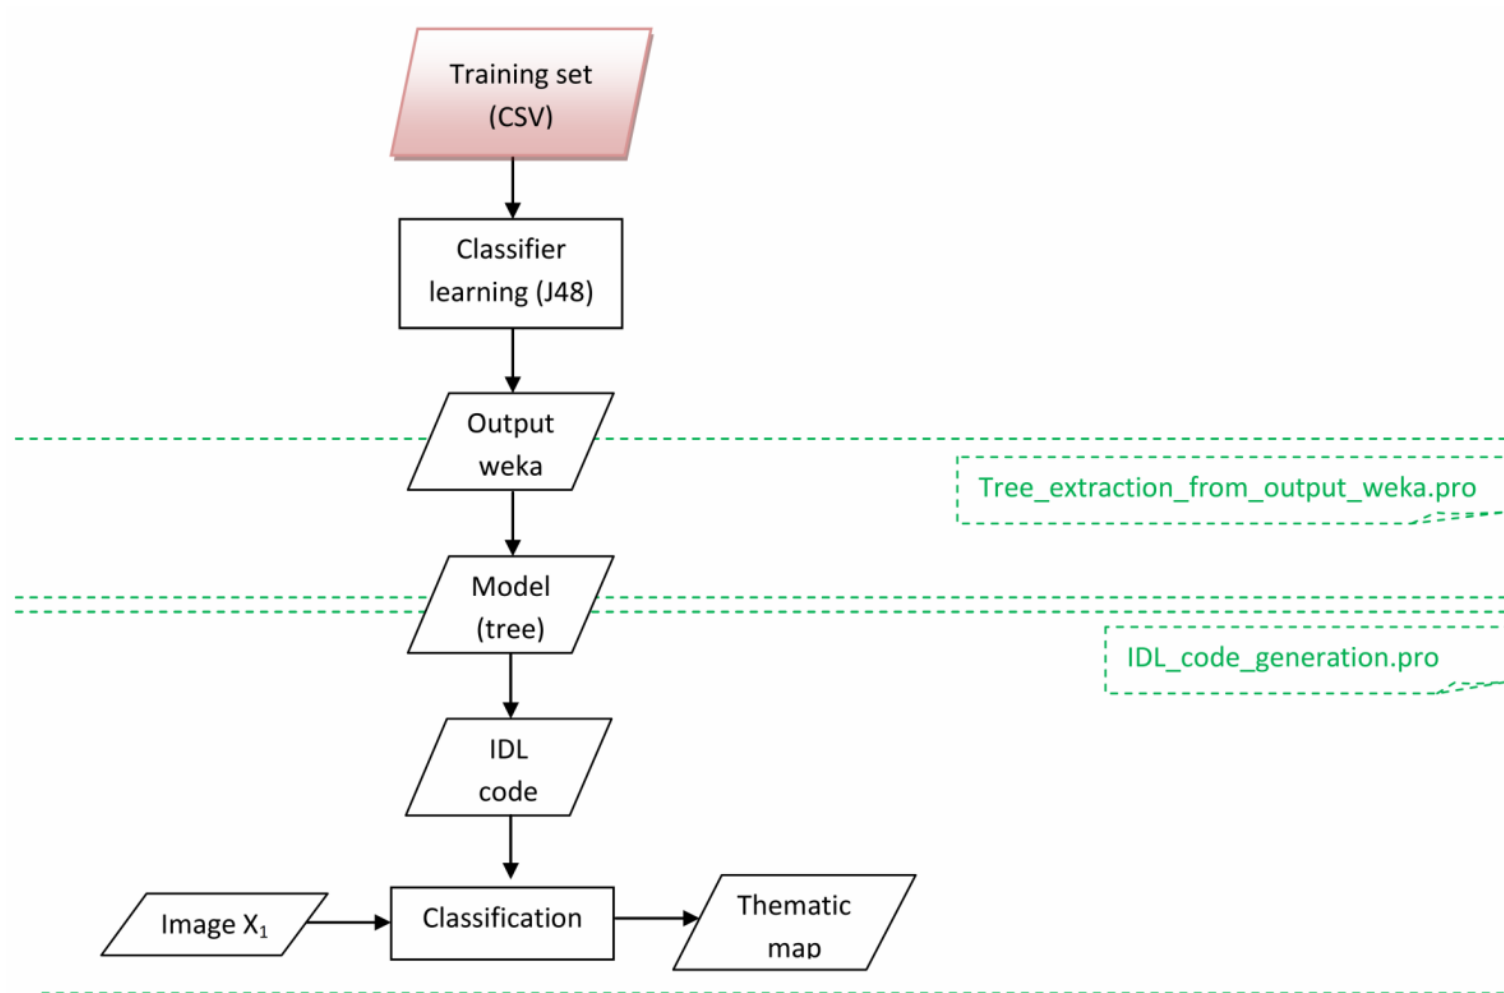 Training set
(CSV)
Classifier
learning (J48)
Output
weka
Tree_extraction_from_output_weka.pro
Model
(tree)
IDL_code_generation.pro
IDL
code
Image X₁
Classification
Thematic
map